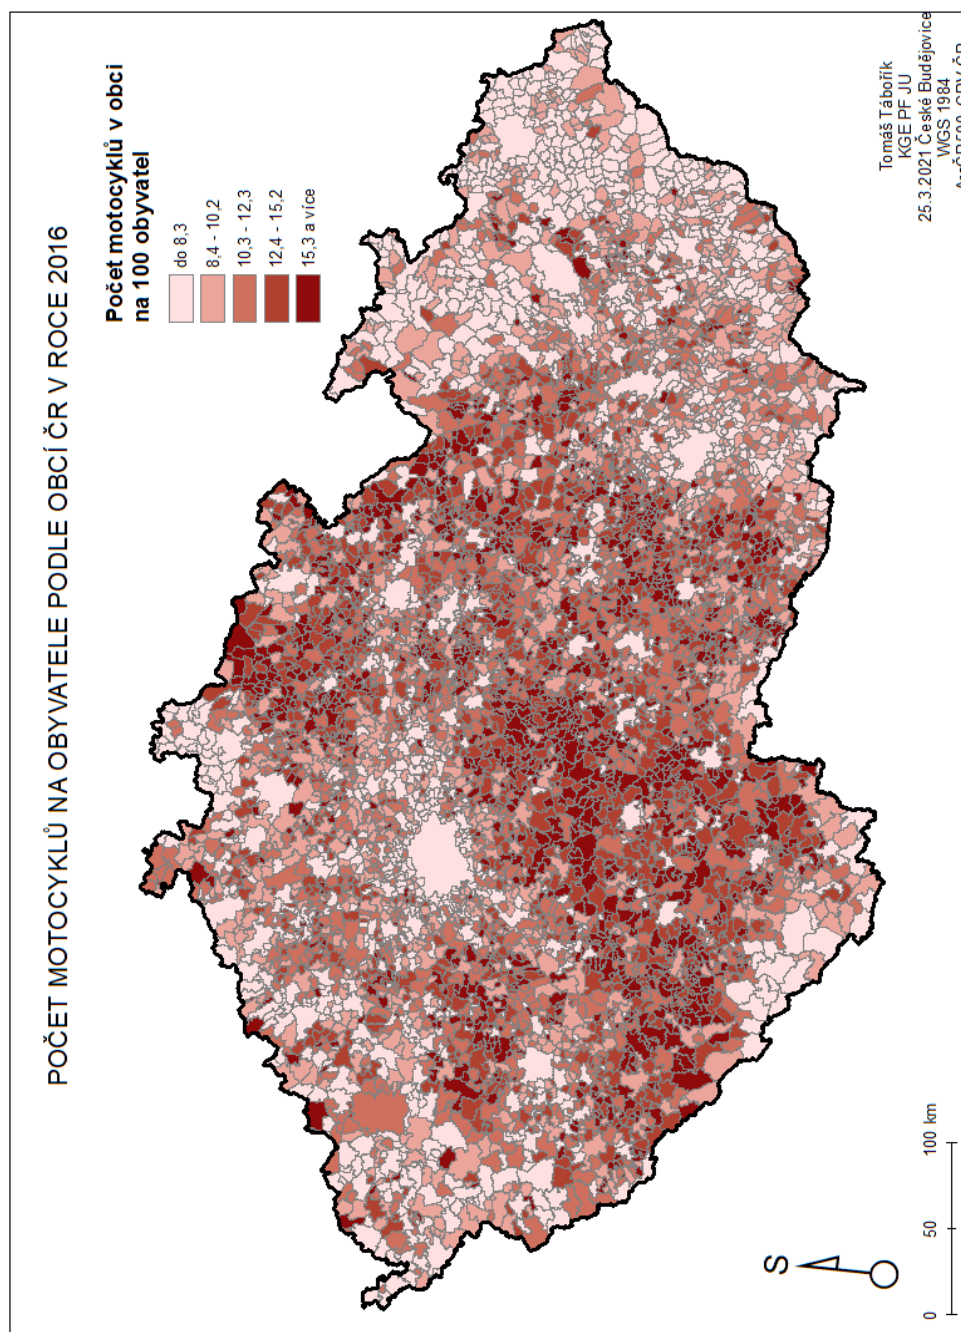 POČET MOTOCYKLŮ NA OBYVATELE PODLE OBCÍ ČR V ROCE 2016
Počet motocyklů v obci
na 100 obyvatel
do 8,3
8,4 - 10,2
10,3 - 12,3
12,4 - 15,2
15,3 a více
S
0 50 100 km
Tomáš Tábořík
KGE PF JU
25.3.2021 České Budějovice
WGS 1984